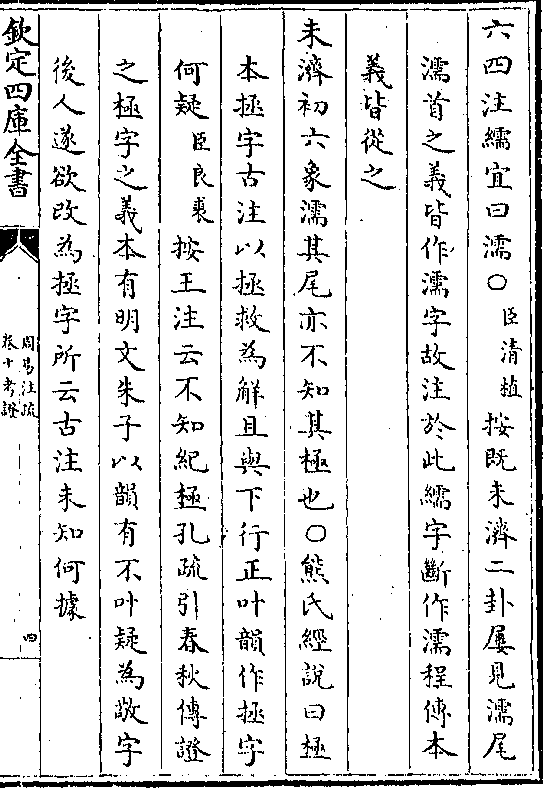 六四注繻宜曰濡○臣清植按既未濟二卦屢見濡尾
濡首之義皆作濡字故注於此繻字斷作濡程傳本
義皆從之
未濟初六象濡其尾亦不知其極也○熊氏經說曰極
本拯字古注以拯救為解且與下行正叶韻作拯字
何疑臣良裘按王注云不知紀極孔疏引春秋傳證
之極字之義本有明文朱子以韻有不叶疑為敬字
後人遂欲改為拯字所云古注未知何據
欽定四庫全書
周易注疏
卷十考證
四